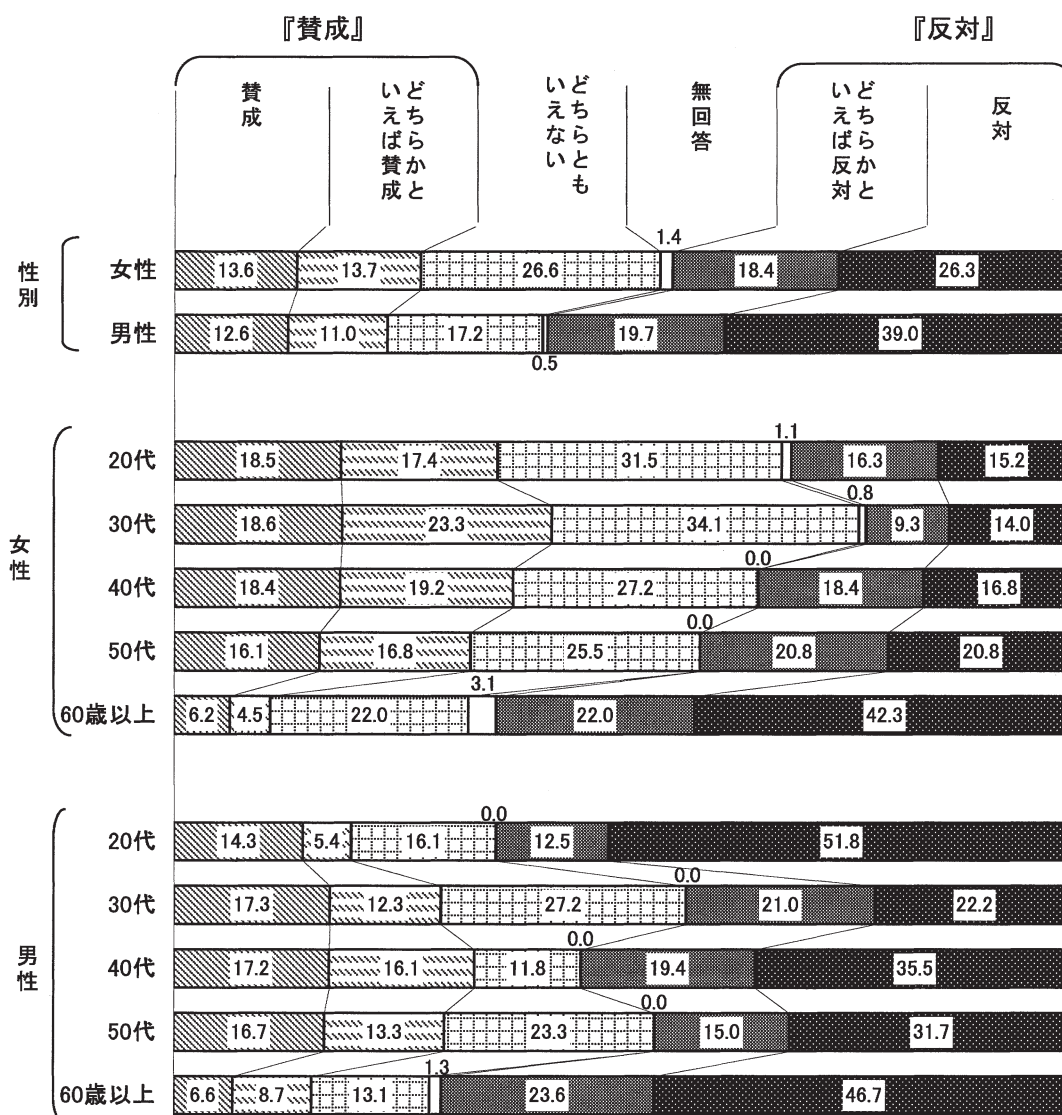 『賛成』
『反対』
賛成
どちらかと
いえば賛成
どちらとも
いえない
無回答
どちらかと
いえば反対
反対
性別
1.4
女性 13.6 13.7 26.6 18.4 26.3
男性 12.6 11.0 17.2 19.7 39.0
0.5
女性
1.1
20代 18.5 17.4 31.5 16.3 15.2
0.8
30代 18.6 23.3 34.1 9.3 14.0
0.0
40代 18.4 19.2 27.2 18.4 16.8
0.0
50代 16.1 16.8 25.5 20.8 20.8
3.1
60歳以上 6.2 4.5 22.0 22.0 42.3
男性
0.0
20代 14.3 5.4 16.1 12.5 51.8
0.0
30代 17.3 12.3 27.2 21.0 22.2
0.0
40代 17.2 16.1 11.8 19.4 35.5
0.0
50代 16.7 13.3 23.3 15.0 31.7
1.3
60歳以上 6.6 8.7 13.1 23.6 46.7